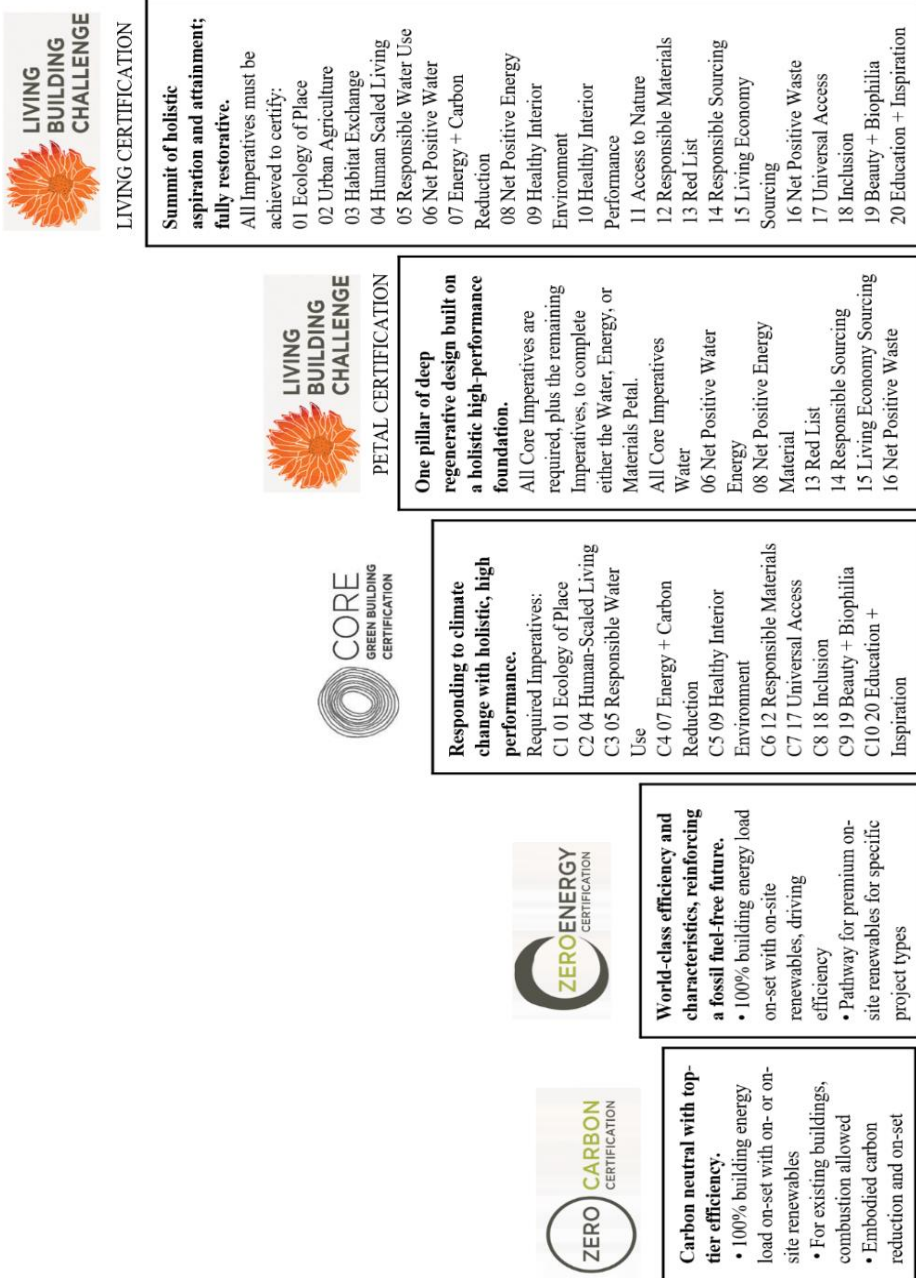 ZERO CARBON
CERTIFICATION
Carbon neutral with top-
tier efficiency.
• 100% building energy
load on-set with on- or on-
site renewables
• For existing buildings,
combustion allowed
• Embodied carbon
reduction and on-set
ZEROENERGY
CERTIFICATION
World-class efficiency and
characteristics, reinforcing
a fossil fuel-free future.
• 100% building energy load
on-set with on-site
renewables, driving
efficiency
• Pathway for premium on-
site renewables for specific
project types
CORE
GREEN BUILDING
CERTIFICATION
Responding to climate
change with holistic, high
performance.
Required Imperatives:
C1 01 Ecology of Place
C2 04 Human-Scaled Living
C3 05 Responsible Water
Use
C4 07 Energy + Carbon
Reduction
C5 09 Healthy Interior
Environment
C6 12 Responsible Materials
C7 17 Universal Access
C8 18 Inclusion
C9 19 Beauty + Biophilia
C10 20 Education +
Inspiration
LIVING
BUILDING
CHALLENGE
PETAL CERTIFICATION
One pillar of deep
regenerative design built on
a holistic high-performance
foundation.
All Core Imperatives are
required, plus the remaining
Imperatives, to complete
either the Water, Energy, or
Materials Petal.
All Core Imperatives
Water
06 Net Positive Water
Energy
08 Net Positive Energy
Material
13 Red List
14 Responsible Sourcing
15 Living Economy Sourcing
16 Net Positive Waste
LIVING
BUILDING
CHALLENGE
LIVING CERTIFICATION
Summit of holistic
aspiration and attainment;
fully restorative.
All Imperatives must be
achieved to certify:
01 Ecology of Place
02 Urban Agriculture
03 Habitat Exchange
04 Human Scaled Living
05 Responsible Water Use
06 Net Positive Water
07 Energy + Carbon
Reduction
08 Net Positive Energy
09 Healthy Interior
Environment
10 Healthy Interior
Performance
11 Access to Nature
12 Responsible Materials
13 Red List
14 Responsible Sourcing
15 Living Economy
Sourcing
16 Net Positive Waste
17 Universal Access
18 Inclusion
19 Beauty + Biophilia
20 Education + Inspiration